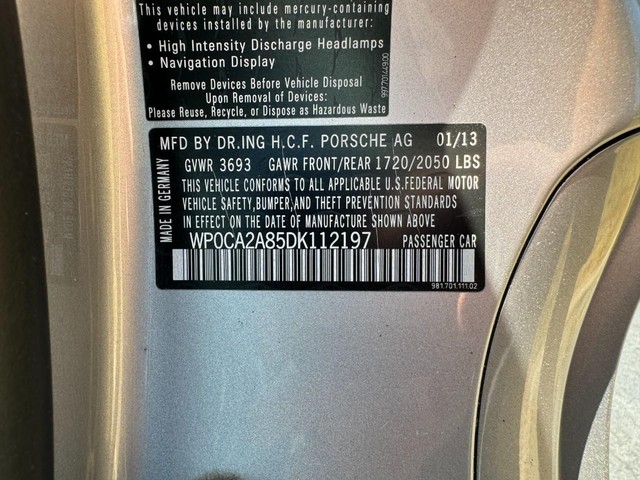 This vehicle may include mercury-containing
devices installed by the manufacturer:
• High Intensity Discharge Headlamps
• Navigation Display
Remove Devices Before Vehicle Disposal
Upon Removal of Devices:
Please Reuse, Recycle, or Dispose as Hazardous Waste
MADE IN GERMANY
MFD BY DR.ING H.C.F. PORSCHE AG 01/13
GVWR 3693 GAWR FRONT/REAR 1720/2050 LBS
THIS VEHICLE CONFORMS TO ALL APPLICABLE U.S.FEDERAL MOTOR
VEHICLE SAFETY,BUMPER,AND THEFT PREVENTION STANDARDS
IN EFFECT ON THE DATE OF MANUFACTURE SHOWN ABOVE
WP0CA2A85DK112197 PASSENGER CAR
981.701.111.02